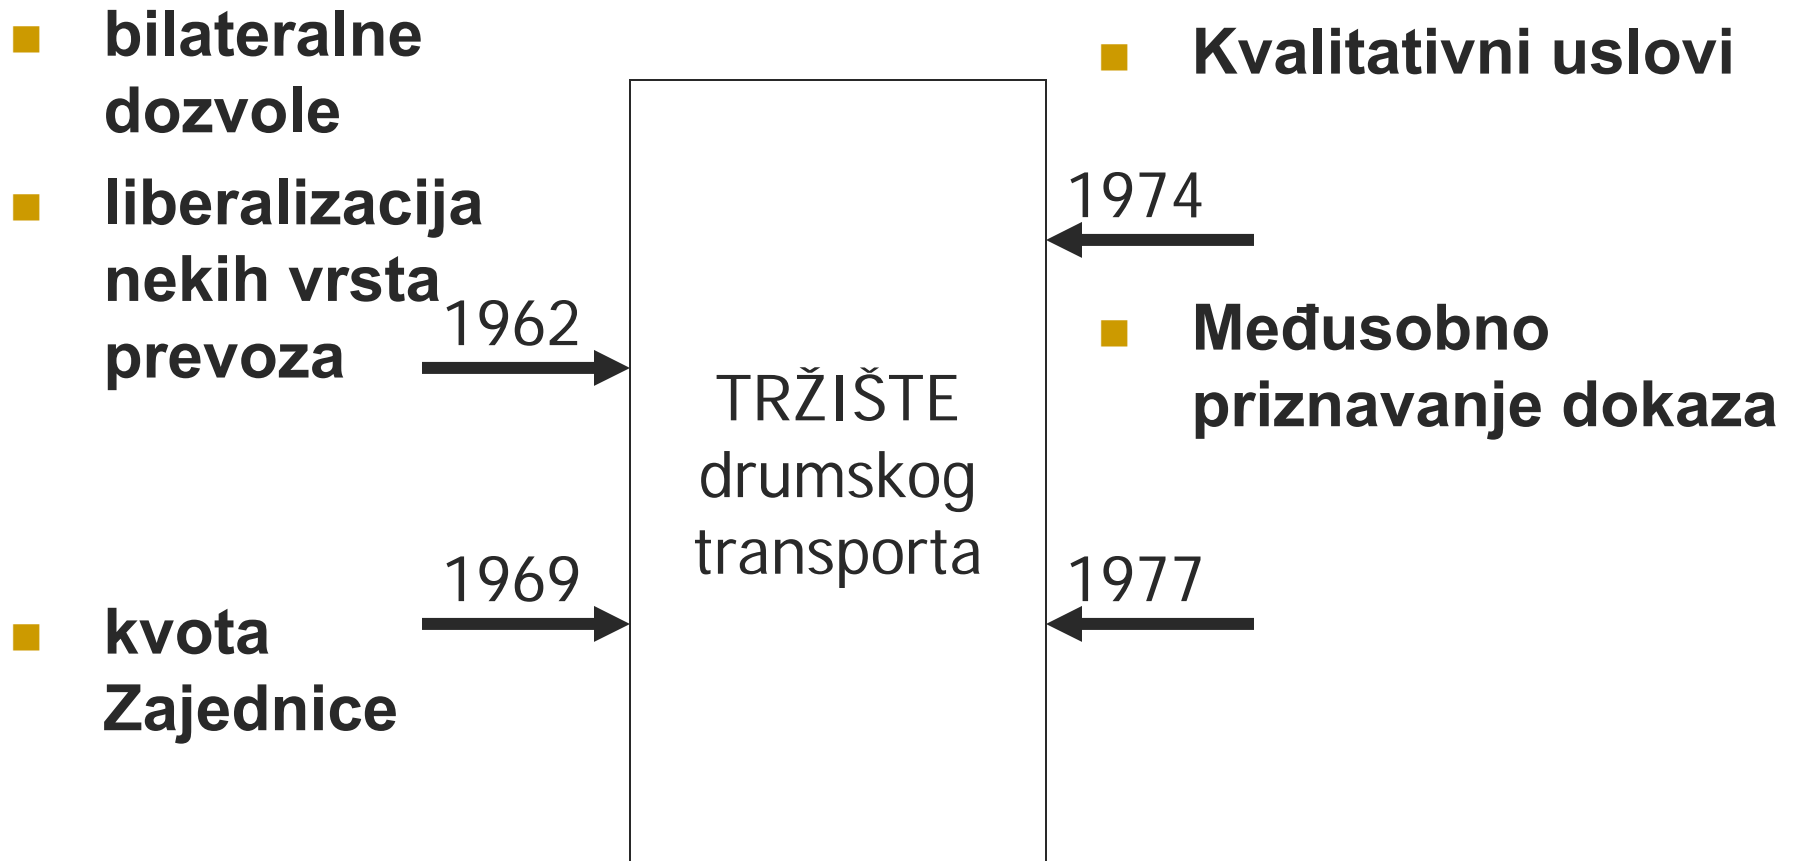 bilateralne
dozvole
liberalizacija
nekih vrsta
prevoza
1962
1969
kvota
Zajednice
TRŽIŠTE
drumskog
transporta
Kvalitativni uslovi
1974
Međusobno
priznavanje dokaza
1977